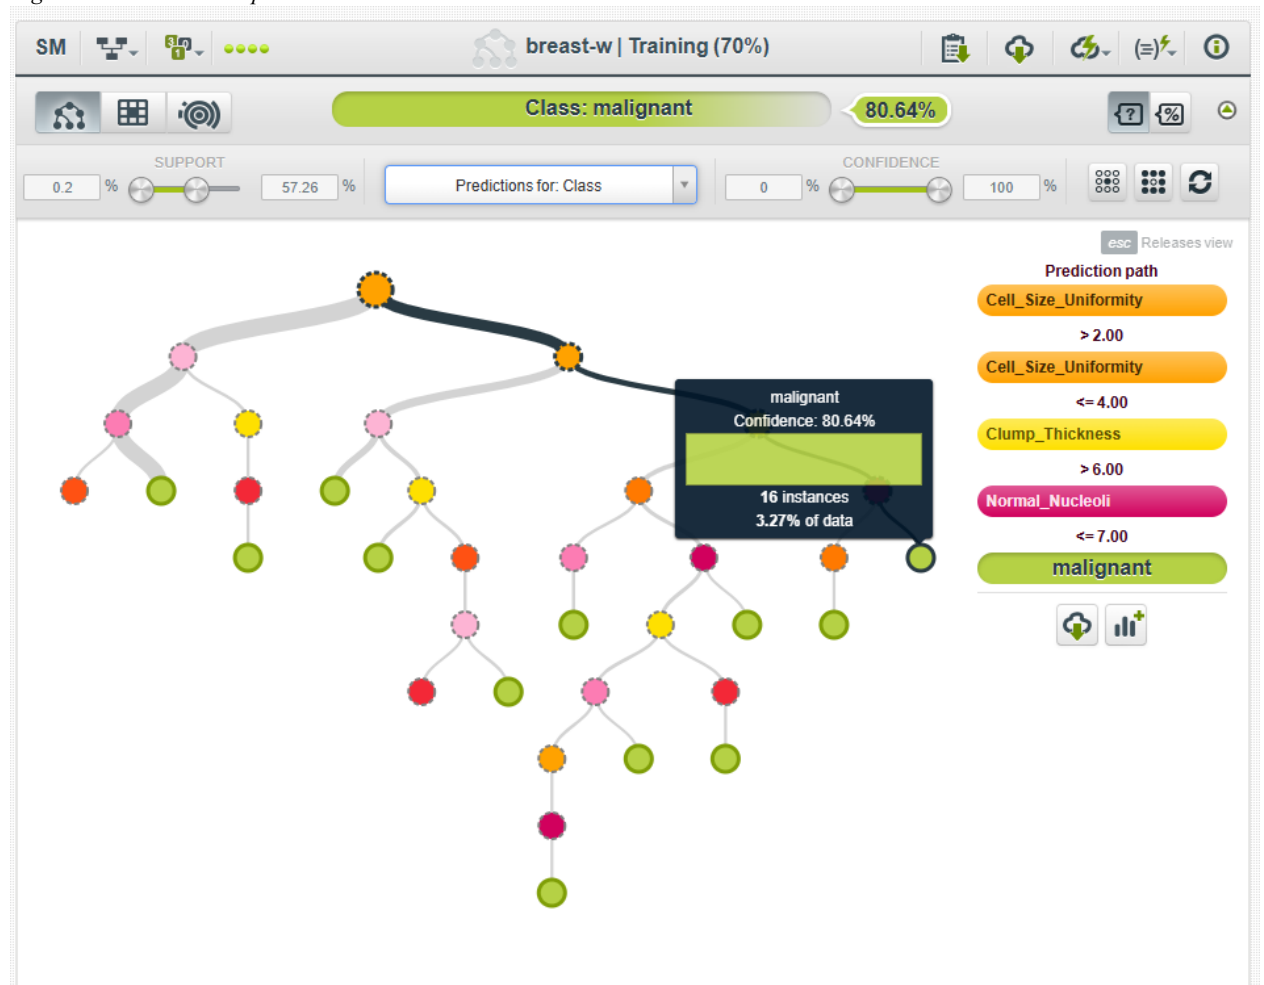 SM
breast-w | Training (70%)
Class: malignant
80.64%
SUPPORT
CONFIDENCE
0.2 %
57.26 %
Predictions for: Class
0 %
100 %
esc Releases view
Prediction path
Cell_Size_Uniformity
> 2.00
Cell_Size_Uniformity
<= 4.00
Clump_Thickness
> 6.00
Normal_Nucleoli
<= 7.00
malignant
malignant
Confidence: 80.64%
16 instances
3.27% of data